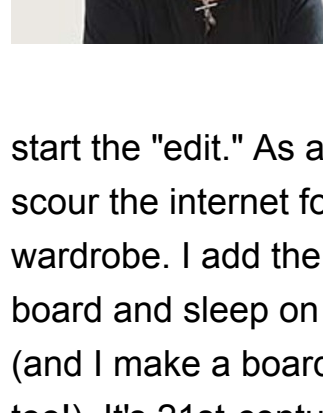 start the "edit." As a
scour the internet fo
wardrobe. I add the
board and sleep on
(and I make a board
too!). It's 21st-centu